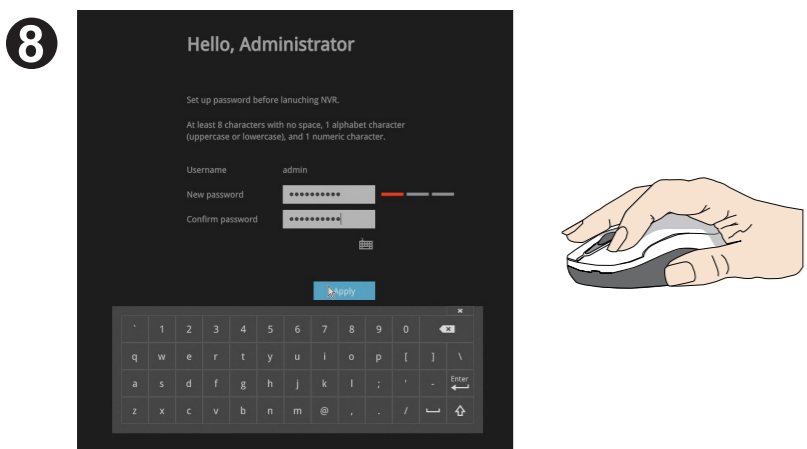 8
Hello, Administrator
Set up password before lanuching NVR.
At least 8 characters with no space, 1 alphabet character
(uppercase or lowercase), and 1 numeric character.
Username admin
New password ••••••••••
Confirm password ••••••••••
Apply
×
` 1 2 3 4 5 6 7 8 9 0
q w e r t y u i o p [ ] \
a s d f g h j k l ; ' - Enter
z x c v b n m @ , . /